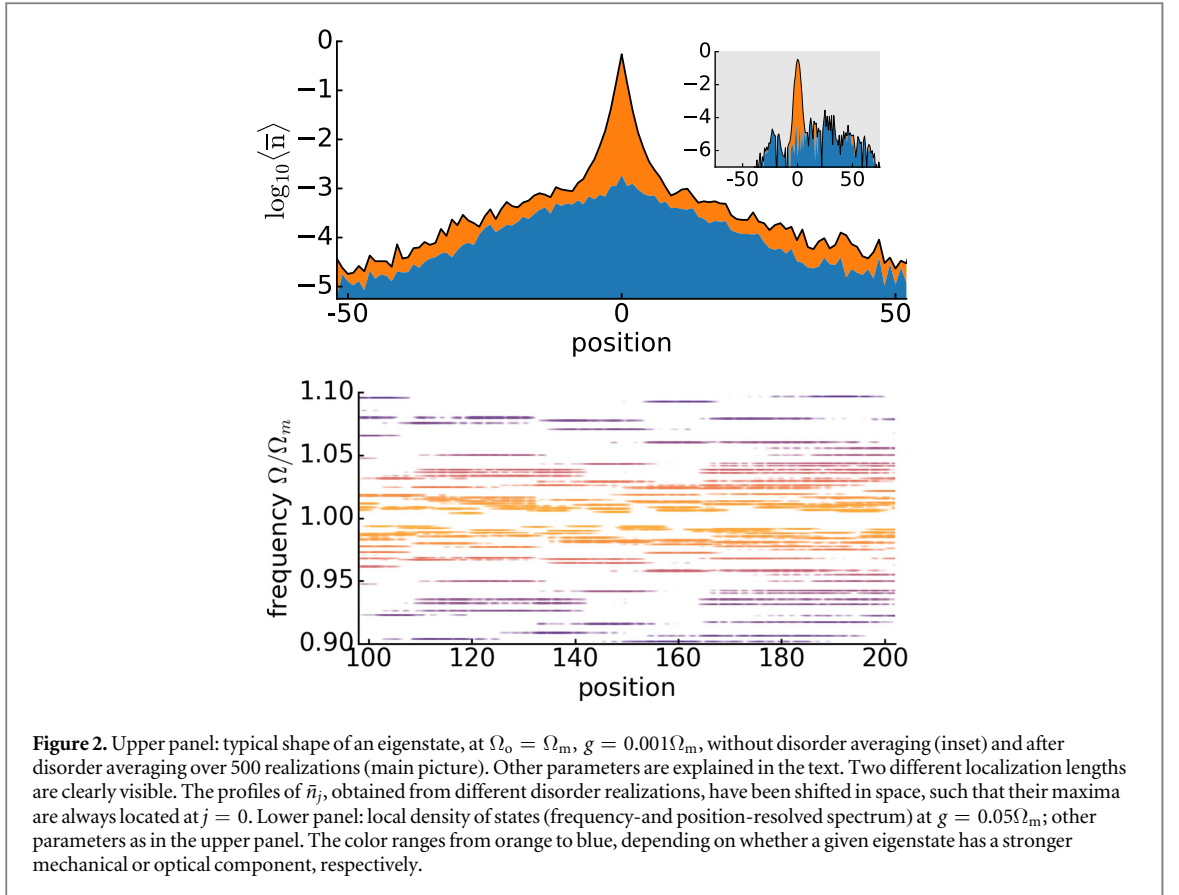 0
−1
−2
−3
−4
−5
log₁₀⟨n̄⟩
-50
0
50
position
0
−2
−4
−6
-50
0
50
1.10
1.05
1.00
0.95
0.90
frequency Ω/Ωₘ
100
120
140
160
180
200
position
Figure 2. Upper panel: typical shape of an eigenstate, at Ωₒ = Ωₘ, g = 0.001Ωₘ, without disorder averaging (inset) and after
disorder averaging over 500 realizations (main picture). Other parameters are explained in the text. Two different localization lengths
are clearly visible. The profiles of n̄ⱼ, obtained from different disorder realizations, have been shifted in space, such that their maxima
are always located at j = 0. Lower panel: local density of states (frequency-and position-resolved spectrum) at g = 0.05Ωₘ; other
parameters as in the upper panel. The color ranges from orange to blue, depending on whether a given eigenstate has a stronger
mechanical or optical component, respectively.